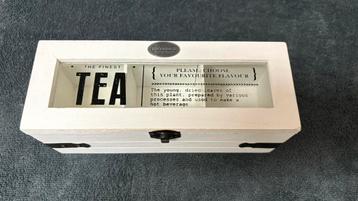 THE FINEST
TEA
PLEASE CHOOSE
YOUR FAVOURITE FLAVOUR
The young, dried leaves of
this plant, prepared by various
processes and used to make a
hot beverage